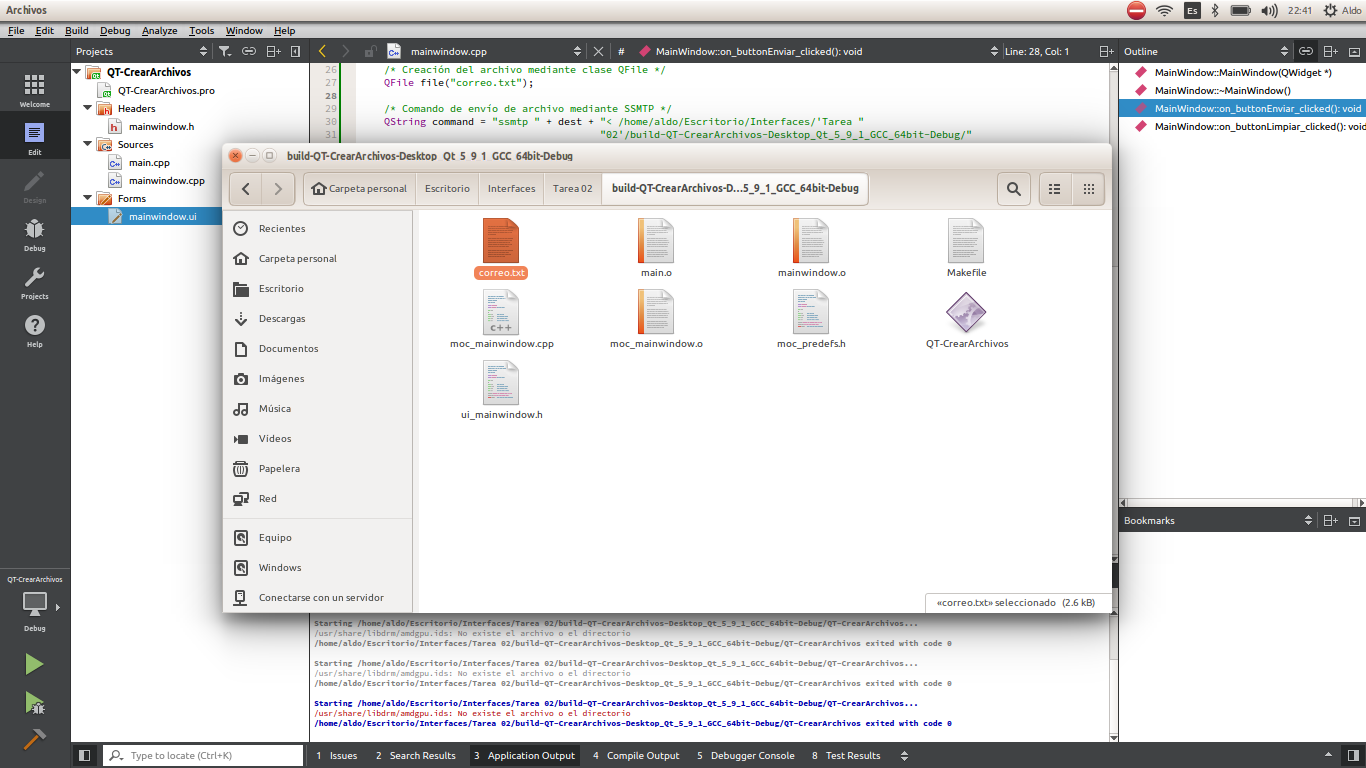 Archivos
Es
22:41
Aldo
File Edit Build Debug Analyze Tools Window Help
Projects
mainwindow.cpp
#
MainWindow::on_buttonEnviar_clicked(): void
Line: 28, Col: 1
Outline
Welcome
Edit
Design
Debug
Projects
Help
QT-CrearArchivos
QT-CrearArchivos.pro
Headers
mainwindow.h
Sources
main.cpp
mainwindow.cpp
Forms
mainwindow.ui
26 /* Creación del archivo mediante clase QFile */
27 QFile file("correo.txt");
28
29 /* Comando de envío de archivo mediante SSMTP */
30 QString command = "ssmtp " + dest + "< /home/aldo/Escritorio/Interfaces/'Tarea "
31 "02'/build-QT-CrearArchivos-Desktop_Qt_5_9_1_GCC_64bit-Debug/"
MainWindow::MainWindow(QWidget *)
MainWindow::~MainWindow()
MainWindow::on_buttonEnviar_clicked(): void
MainWindow::on_buttonLimpiar_clicked(): void
Bookmarks
build-QT-CrearArchivos-Desktop Qt 5 9 1 GCC 64bit-Debug
Carpeta personal
Escritorio
Interfaces
Tarea 02
build-QT-CrearArchivos-D...5_9_1_GCC_64bit-Debug
Recientes
Carpeta personal
Escritorio
Descargas
Documentos
Imágenes
Música
Vídeos
Papelera
Red
Equipo
Windows
Conectarse con un servidor
correo.txt
main.o
mainwindow.o
Makefile
c++
moc_mainwindow.cpp
moc_mainwindow.o
moc_predefs.h
QT-CrearArchivos
ui_mainwindow.h
«correo.txt» seleccionado (2.6 kB)
QT-CrearArchivos
Debug
Starting /home/aldo/Escritorio/Interfaces/Tarea 02/build-QT-CrearArchivos-Desktop_Qt_5_9_1_GCC_64bit-Debug/QT-CrearArchivos...
/usr/share/libdrm/amdgpu.ids: No existe el archivo o el directorio
/home/aldo/Escritorio/Interfaces/Tarea 02/build-QT-CrearArchivos-Desktop_Qt_5_9_1_GCC_64bit-Debug/QT-CrearArchivos exited with code 0
Starting /home/aldo/Escritorio/Interfaces/Tarea 02/build-QT-CrearArchivos-Desktop_Qt_5_9_1_GCC_64bit-Debug/QT-CrearArchivos...
/usr/share/libdrm/amdgpu.ids: No existe el archivo o el directorio
/home/aldo/Escritorio/Interfaces/Tarea 02/build-QT-CrearArchivos-Desktop_Qt_5_9_1_GCC_64bit-Debug/QT-CrearArchivos exited with code 0
Starting /home/aldo/Escritorio/Interfaces/Tarea 02/build-QT-CrearArchivos-Desktop_Qt_5_9_1_GCC_64bit-Debug/QT-CrearArchivos...
/usr/share/libdrm/amdgpu.ids: No existe el archivo o el directorio
/home/aldo/Escritorio/Interfaces/Tarea 02/build-QT-CrearArchivos-Desktop_Qt_5_9_1_GCC_64bit-Debug/QT-CrearArchivos exited with code 0
Type to locate (Ctrl+K)
1 Issues
2 Search Results
3 Application Output
4 Compile Output
5 Debugger Console
8 Test Results